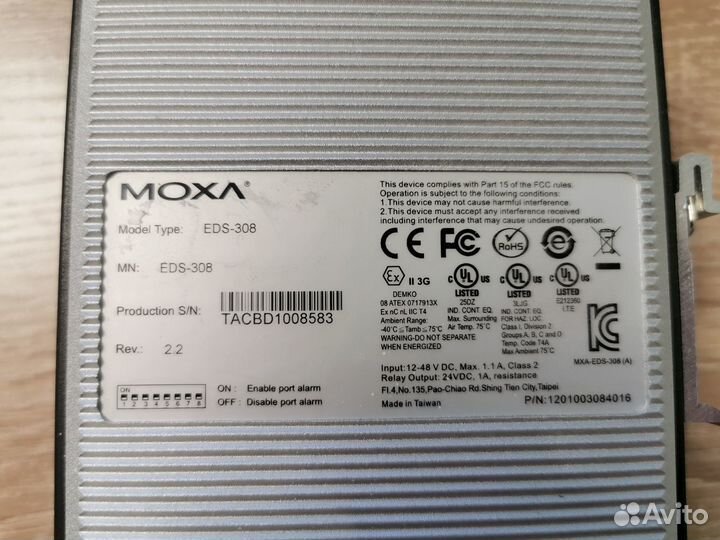 MOXA®
Model Type: EDS-308
MN: EDS-308
Production S/N: TACBD1008583
Rev.: 2.2
ON
1 2 3 4 5 6 7 8
ON : Enable port alarm
OFF : Disable port alarm
This device complies with Part 15 of the FCC rules.
Operation is subject to the following conditions:
1. This device may not cause harmful interference.
2. This device must accept any interference received
including interference that may cause undesired operation.
CE FC RoHS e
Ex II 3G
DEMKO
08 ATEX 0717913X
Ex nC nL IIC T4
Ambient Range:
-40°C ≦ Tamb ≦ 75°C
WARNING-DO NOT SEPARATE
WHEN ENERGIZED
c UL us
LISTED
25DZ
IND. CONT. EQ.
Max. Surrounding
Air Temp. 75°C
c UL us
LISTED
3LJG
IND. CONT. EQ.
FOR HAZ. LOC.
Class I, Division 2
Groups A, B, C and D
Temp. Code T4A
Max Ambient 75°C
c UL us
LISTED
E212360
I.T.E
MXA-EDS-308 (A)
Input: 12-48 V DC, Max. 1.1 A, Class 2
Relay Output: 24VDC, 1A, resistance
Fl.4,No.135,Pao-Chiao Rd.Shing Tien City,Taipei
Made in Taiwan
P/N:1201003084016
Avito